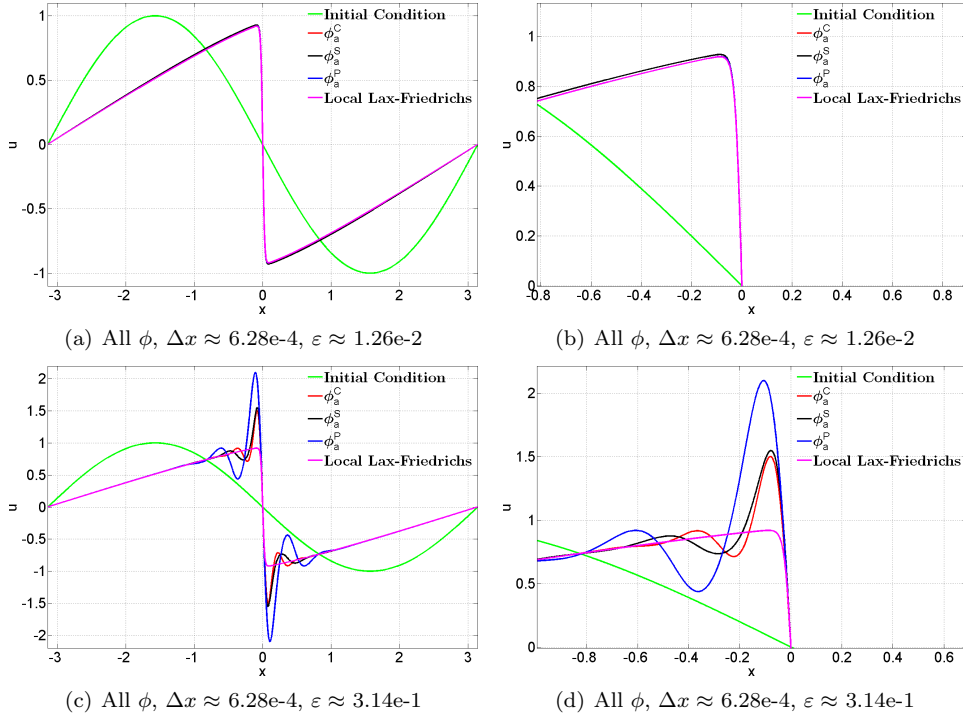 1
0.5
0
-0.5
-1
u
-3
-2
-1
0
1
2
3
x
Initial Condition
ϕ_a^C
ϕ_a^S
ϕ_a^P
Local Lax-Friedrichs
(a) All ϕ, Δx ≈ 6.28e-4, ε ≈ 1.26e-2
1
0.8
0.6
0.4
0.2
0
u
-0.8
-0.6
-0.4
-0.2
0
0.2
0.4
0.6
0.8
x
Initial Condition
ϕ_a^C
ϕ_a^S
ϕ_a^P
Local Lax-Friedrichs
(b) All ϕ, Δx ≈ 6.28e-4, ε ≈ 1.26e-2
2
1.5
1
0.5
0
-0.5
-1
-1.5
-2
u
-3
-2
-1
0
1
2
3
x
Initial Condition
ϕ_a^C
ϕ_a^S
ϕ_a^P
Local Lax-Friedrichs
(c) All ϕ, Δx ≈ 6.28e-4, ε ≈ 3.14e-1
2
1.5
1
0.5
0
u
-0.8
-0.6
-0.4
-0.2
0
0.2
0.4
0.6
x
Initial Condition
ϕ_a^C
ϕ_a^S
ϕ_a^P
Local Lax-Friedrichs
(d) All ϕ, Δx ≈ 6.28e-4, ε ≈ 3.14e-1